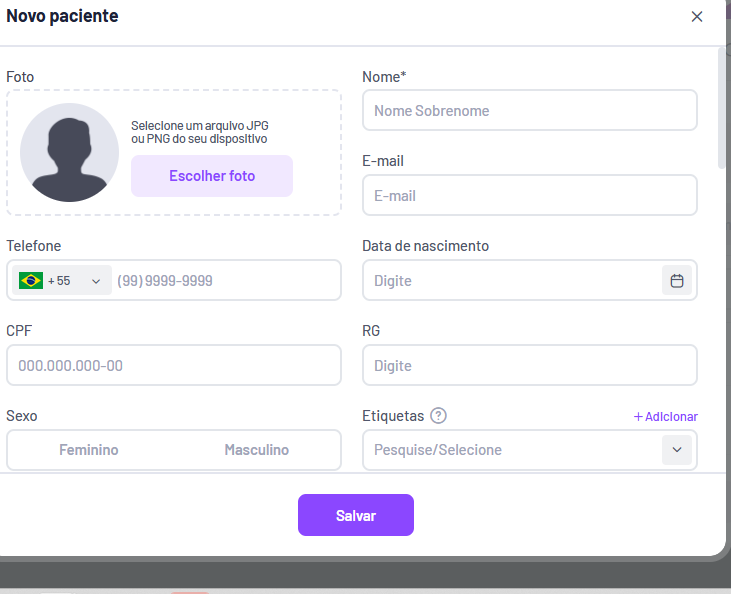 Novo paciente
Foto
Selecione um arquivo JPG
ou PNG do seu dispositivo
Escolher foto
Nome*
Nome Sobrenome
E-mail
E-mail
Telefone
+ 55
(99) 9999-9999
Data de nascimento
Digite
CPF
000.000.000-00
RG
Digite
Sexo
Feminino
Masculino
Etiquetas ?
+ Adicionar
Pesquise/Selecione
Salvar